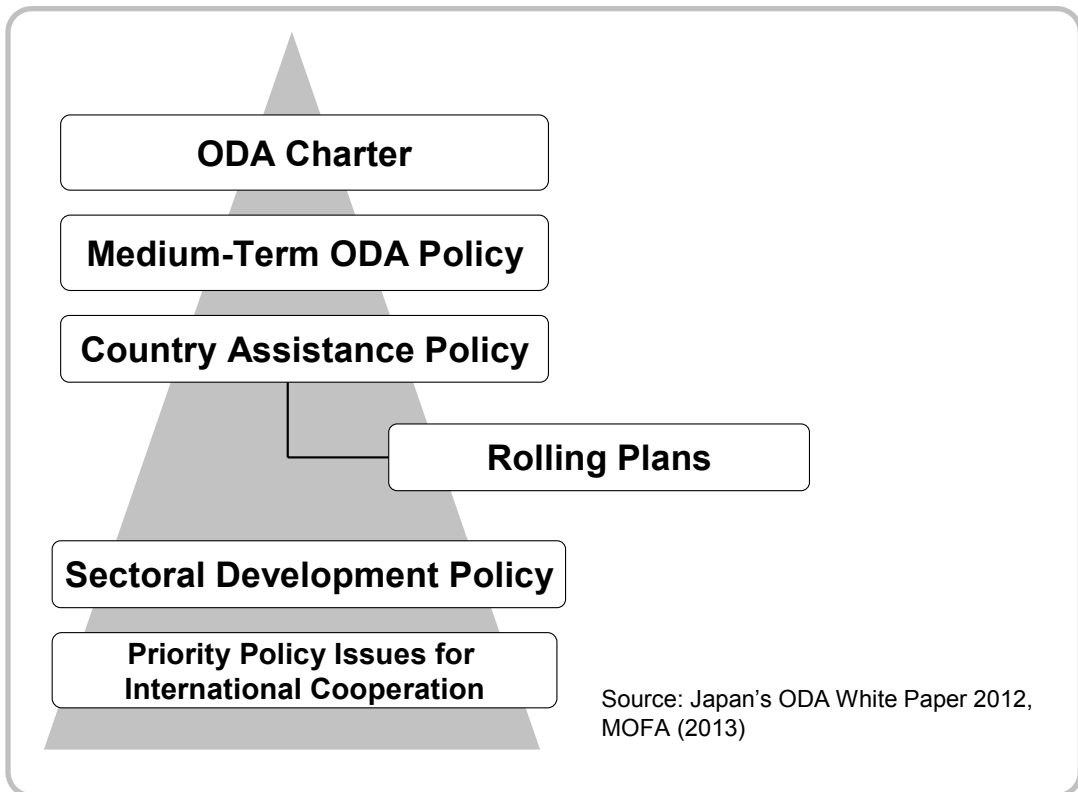 ODA Charter
Medium-Term ODA Policy
Country Assistance Policy
Rolling Plans
Sectoral Development Policy
Priority Policy Issues for
International Cooperation
Source: Japan’s ODA White Paper 2012,
MOFA (2013)